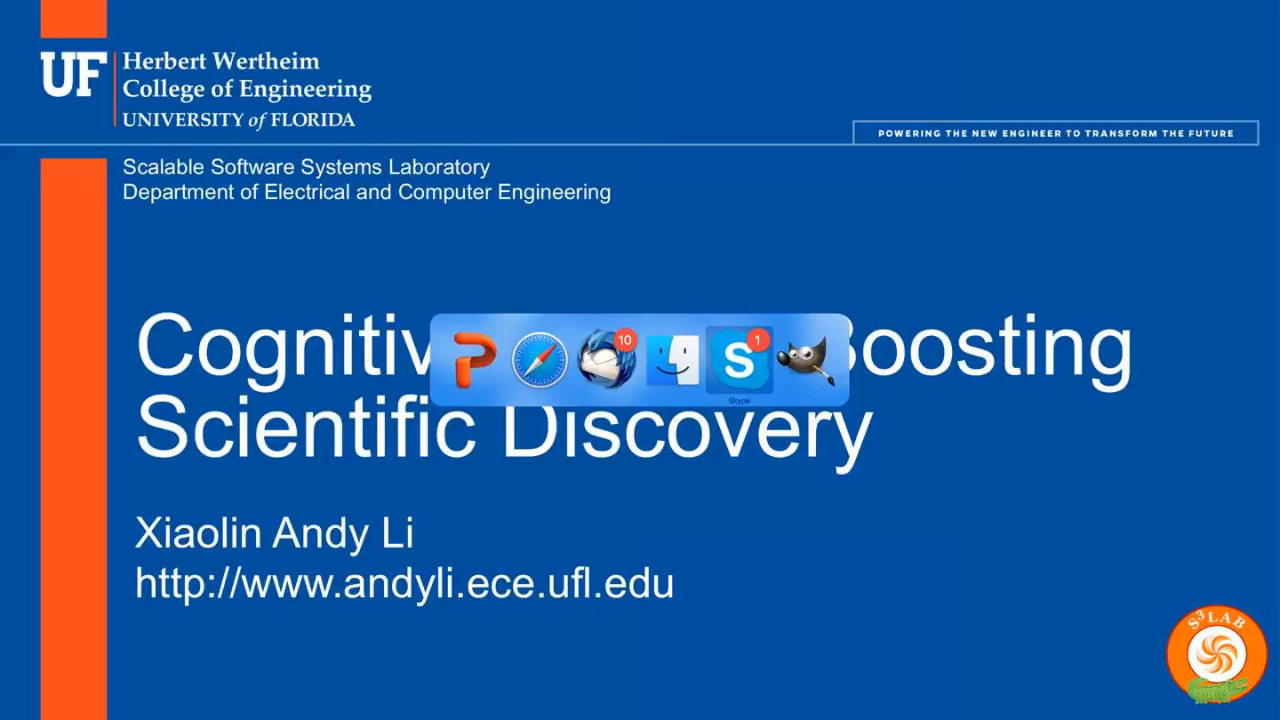 UF
Herbert Wertheim
College of Engineering
UNIVERSITY of FLORIDA
POWERING THE NEW ENGINEER TO TRANSFORM THE FUTURE
Scalable Software Systems Laboratory
Department of Electrical and Computer Engineering
Cognitiv oosting
10
S 1
Skype
Scientific Discovery
Xiaolin Andy Li
http://www.andyli.ece.ufl.edu
S3LAB